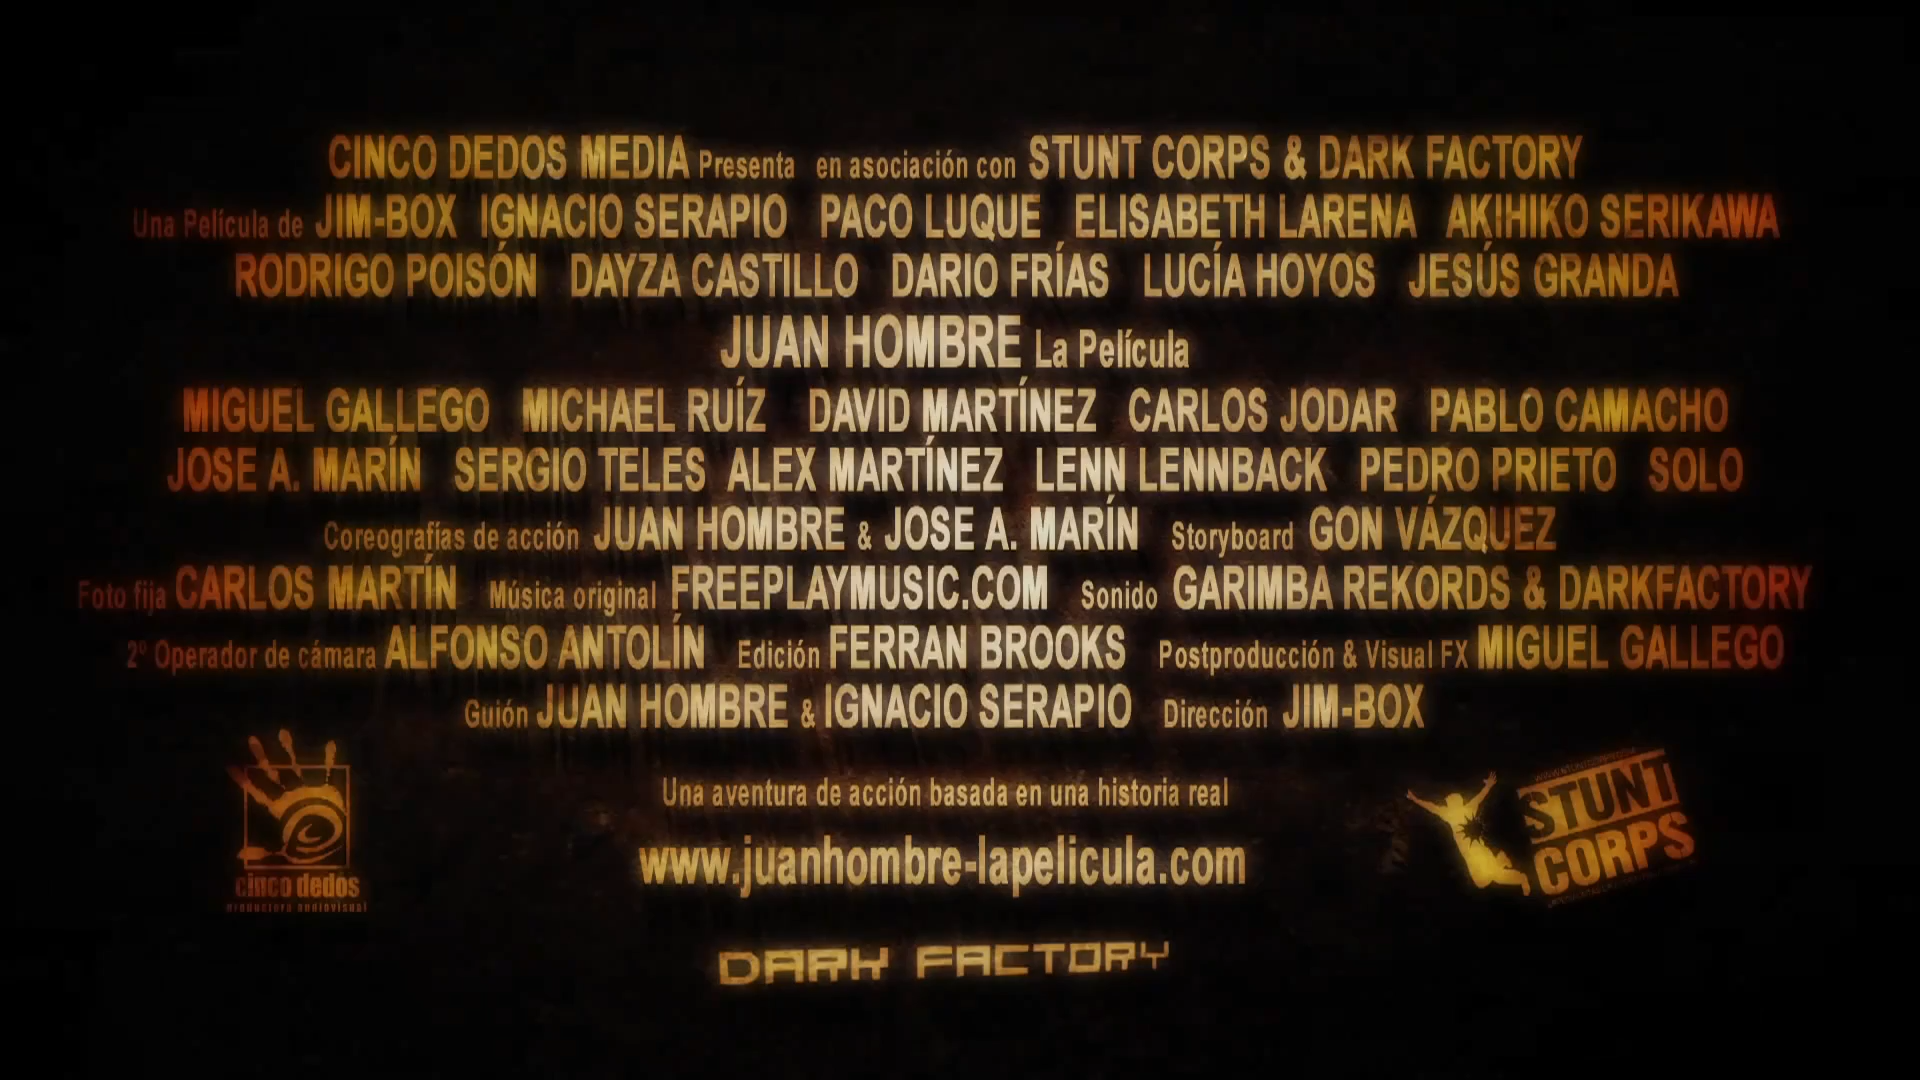 CINCO DEDOS MEDIA Presenta en asociación con STUNT CORPS & DARK FACTORY
Una Película de JIM-BOX IGNACIO SERAPIO PACO LUQUE ELISABETH LARENA AKIHIKO SERIKAWA
RODRIGO POISÓN DAYZA CASTILLO DARIO FRÍAS LUCÍA HOYOS JESÚS GRANDA
JUAN HOMBRE La Película
MIGUEL GALLEGO MICHAEL RUÍZ DAVID MARTÍNEZ CARLOS JODAR PABLO CAMACHO
JOSE A. MARÍN SERGIO TELES ALEX MARTÍNEZ LENN LENNBACK PEDRO PRIETO SOLO
Coreografías de acción JUAN HOMBRE & JOSE A. MARÍN Storyboard GON VÁZQUEZ
Foto fija CARLOS MARTÍN Música original FREEPLAYMUSIC.COM Sonido GARIMBA REKORDS & DARKFACTORY
2º Operador de cámara ALFONSO ANTOLÍN Edición FERRAN BROOKS Postproducción & Visual FX MIGUEL GALLEGO
Guión JUAN HOMBRE & IGNACIO SERAPIO Dirección JIM-BOX
Una aventura de acción basada en una historia real
www.juanhombre-lapelicula.com
cinco dedos
productora audiovisual
STUNT
CORPS
DARK FACTORY